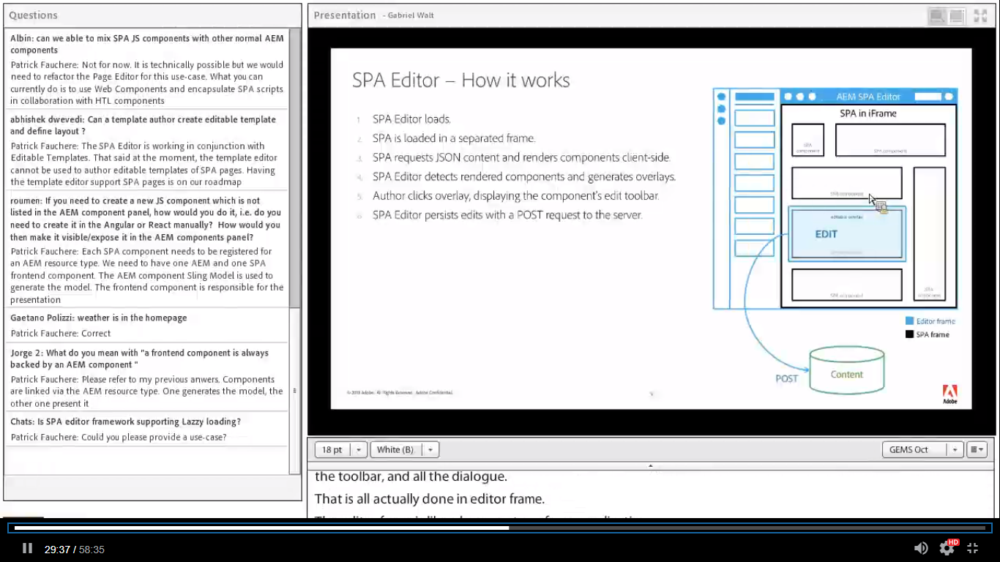 Questions
Albin: can we able to mix SPA JS components with other normal AEM
components
Patrick Fauchere: Not for now. It is technically possible but we would
need to refactor the Page Editor for this use-case. What you can
currently do is to use Web Components and encapsulate SPA scripts
in collaboration with HTL components
abhishek dwevedi: Can a template author create editable template
and define layout ?
Patrick Fauchere: The SPA Editor is working in conjunction with
Editable Templates. That said at the moment, the template editor
cannot be used to author editable templates of SPA pages. Having
the template editor support SPA pages is on our roadmap
roumen: If you need to create a new JS component which is not
listed in the AEM component panel, how would you do it, i.e. do you
need to create it in the Angular or React manually? How would you
then make it visible/expose it in the AEM components panel?
Patrick Fauchere: Each SPA component needs to be registered for
an AEM resource type. We need to have one AEM and one SPA
frontend component. The AEM component Sling Model is used to
generate the model. The frontend component is responsible for the
presentation
Gaetano Polizzi: weather is in the homepage
Patrick Fauchere: Correct
Jorge 2: What do you mean with "a frontend component is always
backed by an AEM component "
Patrick Fauchere: Please refer to my previous anwers. Components
are linked via the AEM resource type. One generates the model, the
other one present it
Chats: Is SPA editor framework supporting Lazy loading?
Patrick Fauchere: Could you please provide a use-case?
Presentation - Gabriel Walt
SPA Editor – How it works
1. SPA Editor loads.
2. SPA is loaded in a separated frame.
3. SPA requests JSON content and renders components client-side.
4. SPA Editor detects rendered components and generates overlays.
5. Author clicks overlay, displaying the component's edit toolbar.
6. SPA Editor persists edits with a POST request to the server.
AEM SPA Editor
SPA in iFrame
SPA
component
SPA component
SPA component
editable overlay
EDIT
SPA component
SPA
component
Editor frame
SPA frame
POST
Content
© 2018 Adobe. All Rights Reserved. Adobe Confidential.
Adobe
18 pt
White (B)
GEMS Oct
the toolbar, and all the dialogue.
That is all actually done in editor frame.
29:37 / 58:35
HD